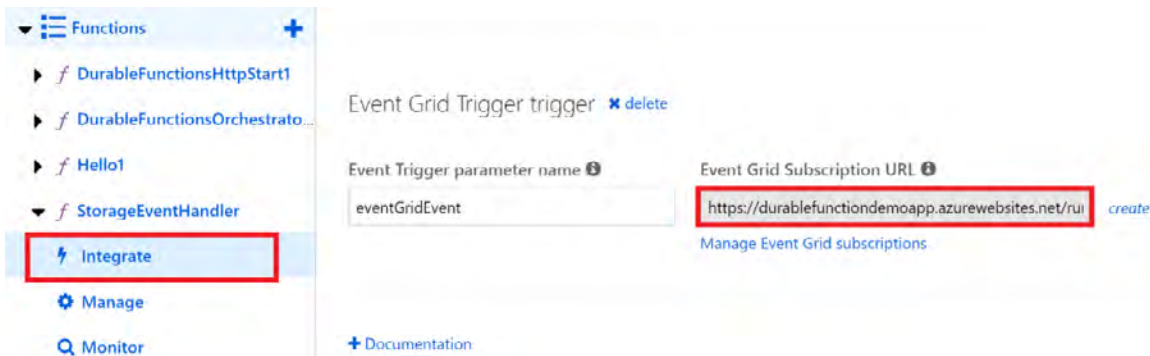 Functions
DurableFunctionsHttpStart1
DurableFunctionsOrchestrato...
Hello1
StorageEventHandler
Integrate
Manage
Monitor
Event Grid Trigger trigger × delete
Event Trigger parameter name
eventGridEvent
Event Grid Subscription URL
https://durablefunctiondemoapp.azurewebsites.net/ru
create
Manage Event Grid subscriptions
+ Documentation